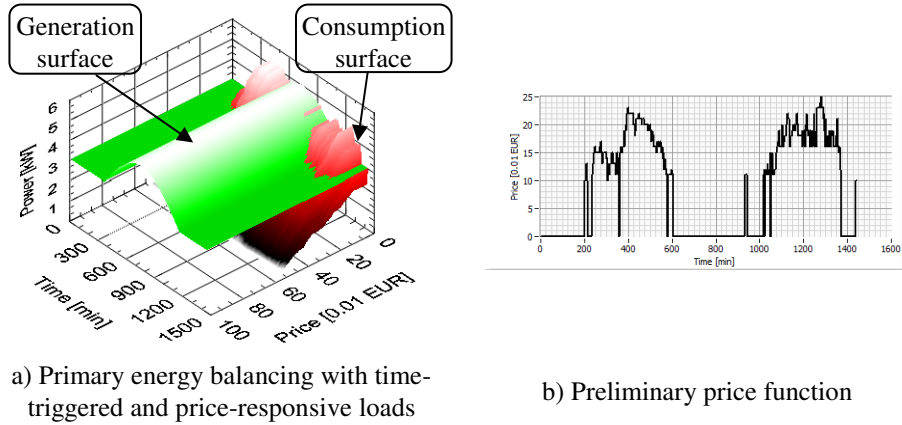 Generation
surface
Consumption
surface
6
5
4
3
2
1
0
Power [kW]
300
600
900
1200
1500
Time [min]
100
80
60
40
20
0
Price [0.01 EUR]
25
20
15
10
5
0
Price [0.01 EUR]
0 200 400 600 800 1000 1200 1400 1600
Time [min]
a) Primary energy balancing with time-
triggered and price-responsive loads
b) Preliminary price function